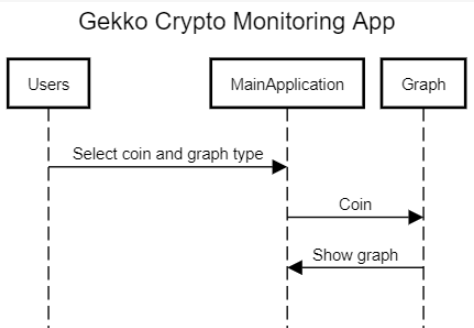 Gekko Crypto Monitoring App
Users
MainApplication
Graph
Select coin and graph type
Coin
Show graph